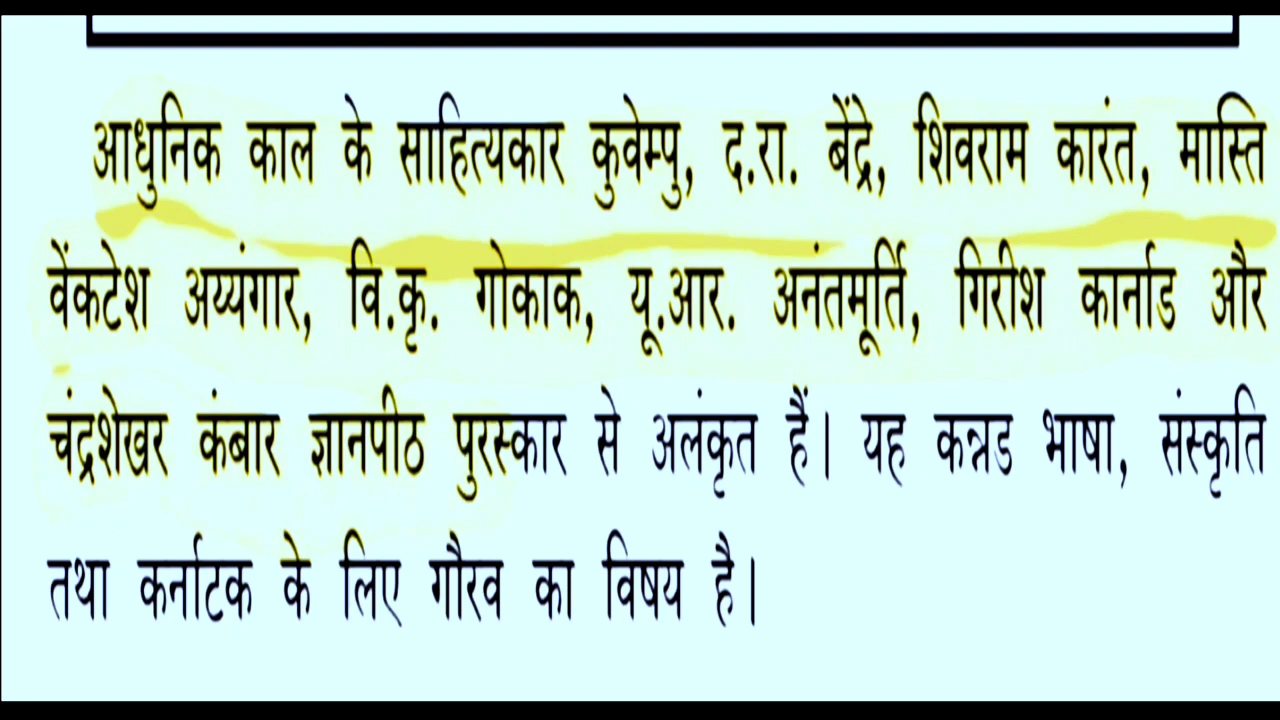 आधुनिक काल के साहित्यकार कुवेम्पु, द.रा. बेंद्रे, शिवराम कारंत, मास्ति
वेंकटेश अय्यंगार, वि.कृ. गोकाक, यू.आर. अनंतमूर्ति, गिरीश कार्नाड और
चंद्रशेखर कंबार ज्ञानपीठ पुरस्कार से अलंकृत हैं। यह कन्नड भाषा, संस्कृति
तथा कर्नाटक के लिए गौरव का विषय है।